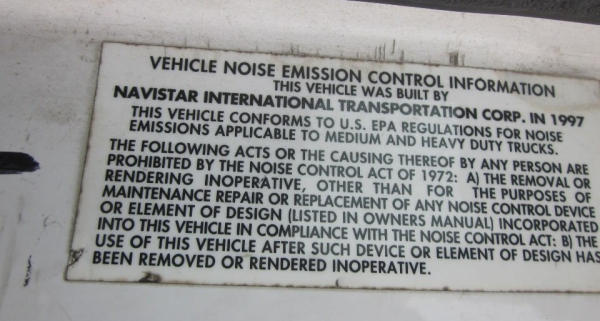 VEHICLE NOISE EMISSION CONTROL INFORMATION
THIS VEHICLE WAS BUILT BY
NAVISTAR INTERNATIONAL TRANSPORTATION CORP. IN 1997
THIS VEHICLE CONFORMS TO U.S. EPA REGULATIONS FOR NOISE
EMISSIONS APPLICABLE TO MEDIUM AND HEAVY DUTY TRUCKS.
THE FOLLOWING ACTS OR THE CAUSING THEREOF BY ANY PERSON ARE
PROHIBITED BY THE NOISE CONTROL ACT OF 1972: A) THE REMOVAL OR
RENDERING INOPERATIVE, OTHER THAN FOR THE PURPOSES OF
MAINTENANCE REPAIR OR REPLACEMENT OF ANY NOISE CONTROL DEVICE
OR ELEMENT OF DESIGN (LISTED IN OWNERS MANUAL) INCORPORATED
INTO THIS VEHICLE IN COMPLIANCE WITH THE NOISE CONTROL ACT: B) THE
USE OF THIS VEHICLE AFTER SUCH DEVICE OR ELEMENT OF DESIGN HAS
BEEN REMOVED OR RENDERED INOPERATIVE.